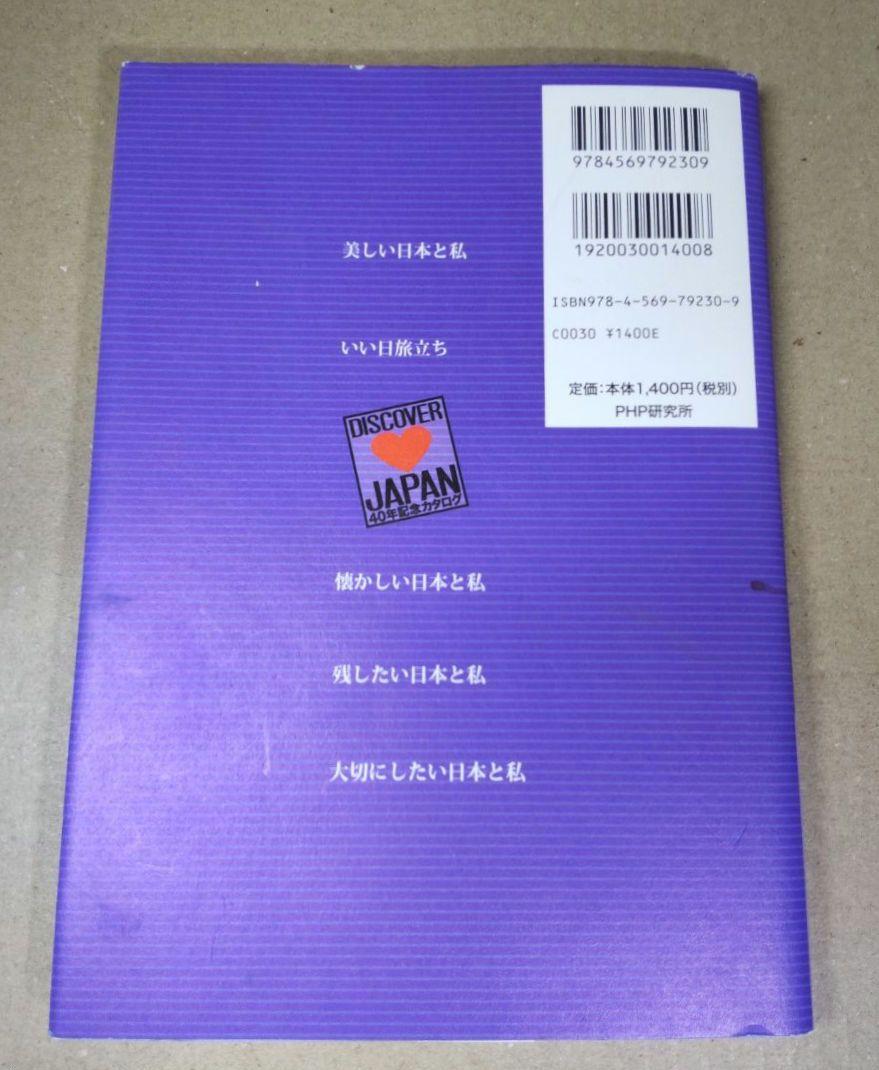 9784569792309
1920030014008
ISBN978-4-569-79230-9
C0030 ¥1400E
定価:本体1,400円(税別)
PHP研究所
美しい日本と私
いい日旅立ち
DISCOVER
JAPAN
40年記念カタログ
懐かしい日本と私
残したい日本と私
大切にしたい日本と私